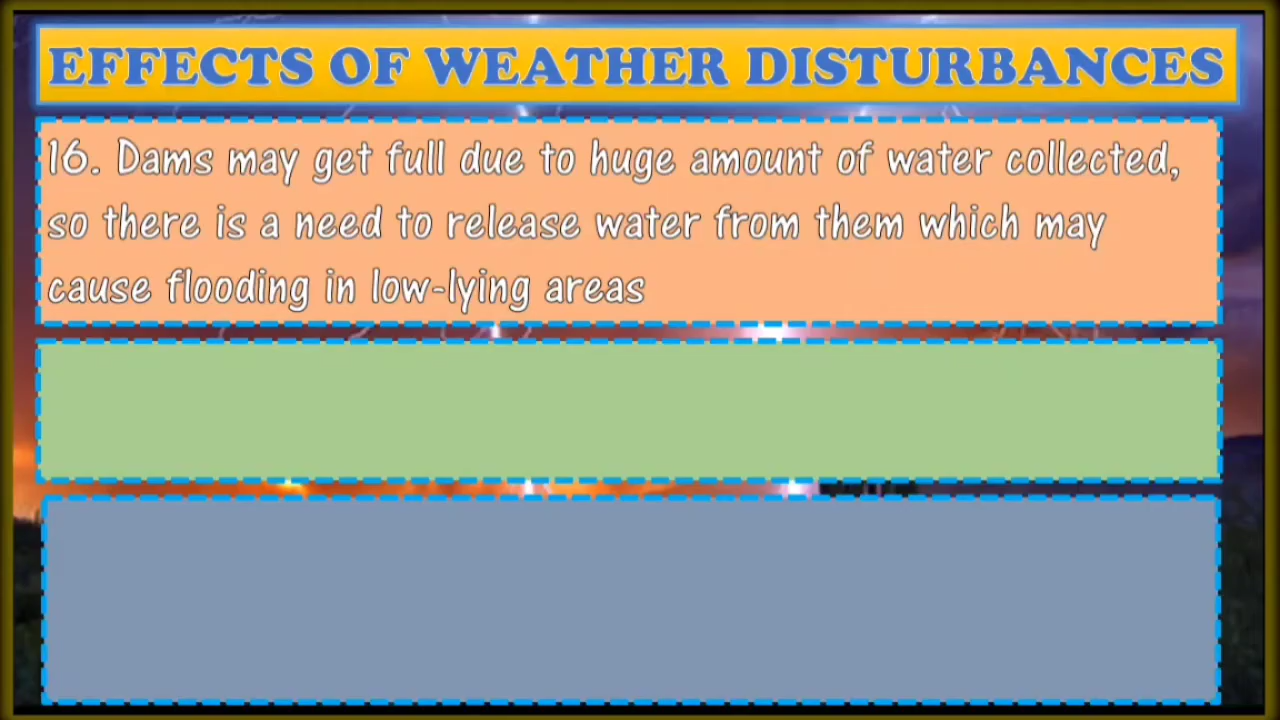 EFFECTS OF WEATHER DISTURBANCES
16. Dams may get full due to huge amount of water collected,
so there is a need to release water from them which may
cause flooding in low-lying areas